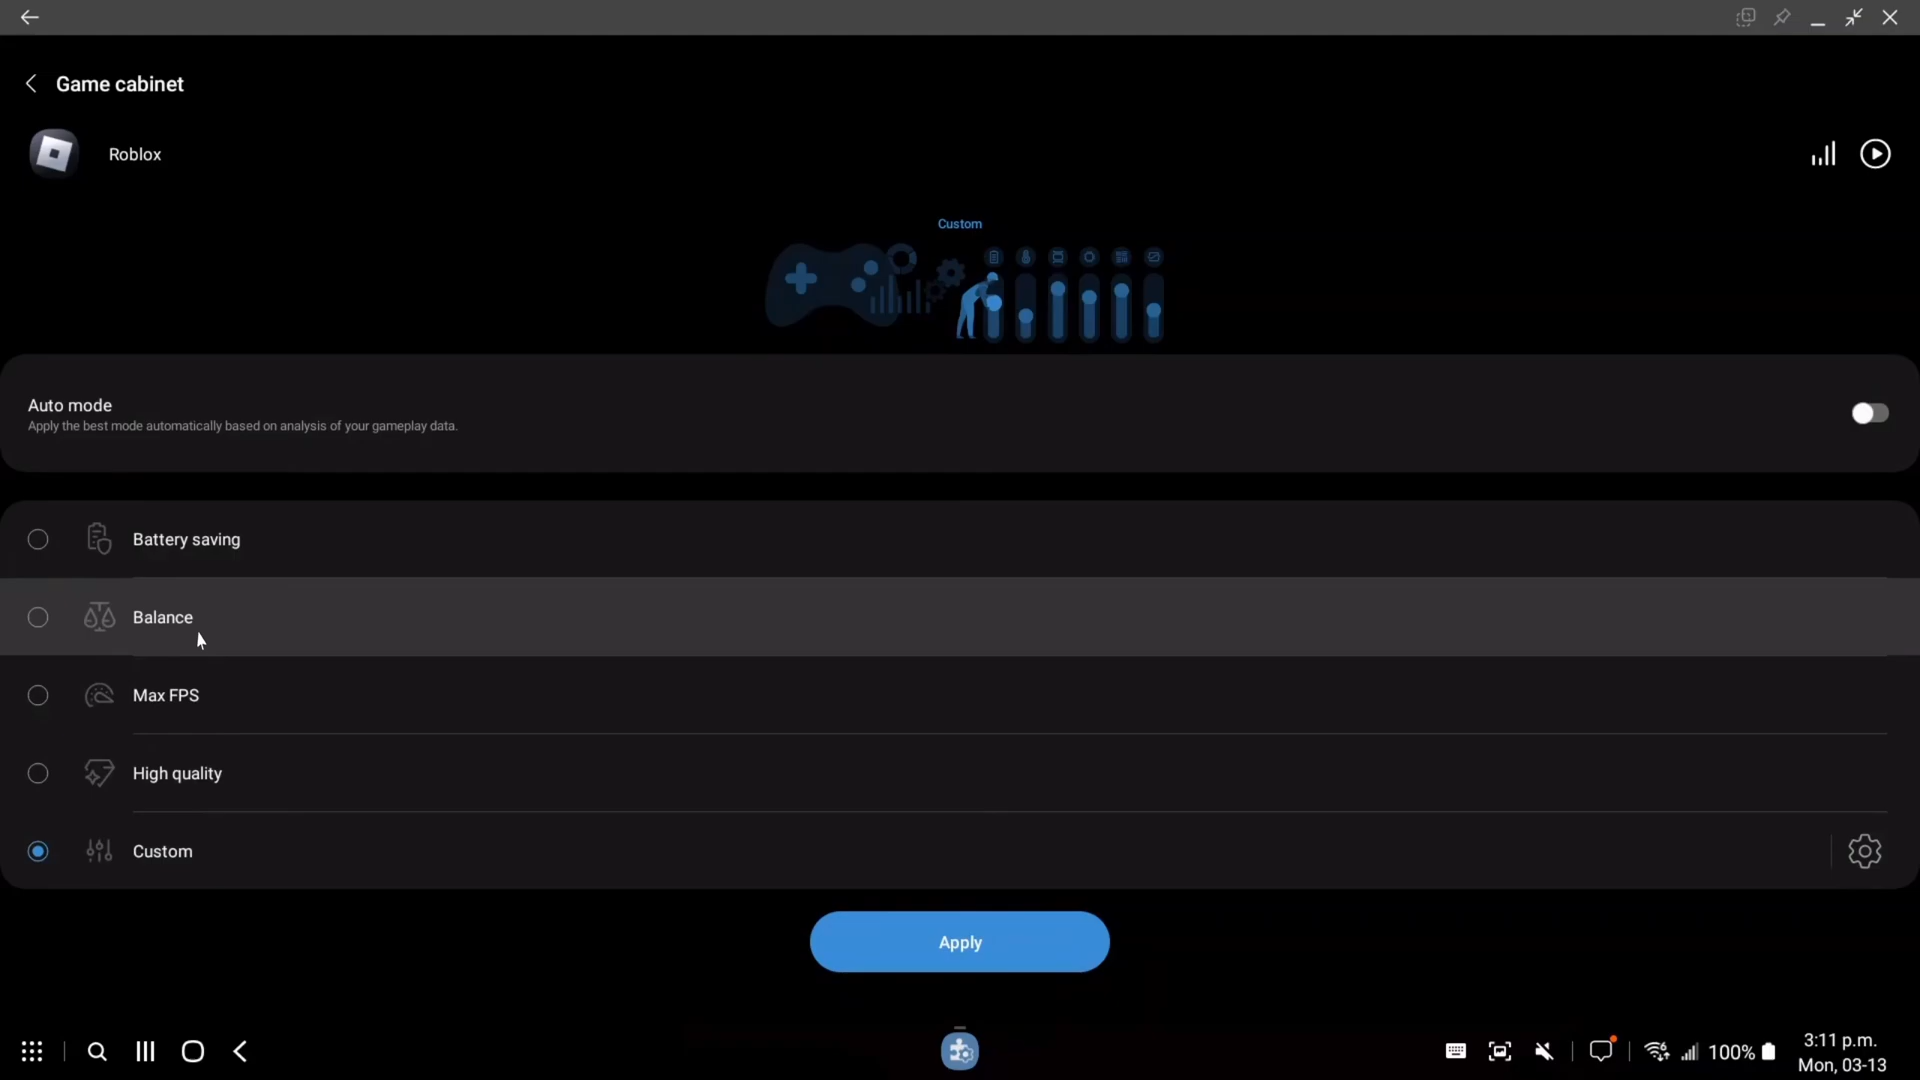 Game cabinet
Roblox
Custom
Auto mode
Apply the best mode automatically based on analysis of your gameplay data.
Battery saving
Balance
Max FPS
High quality
Custom
Apply
100%
3:11 p.m.
Mon, 03-13